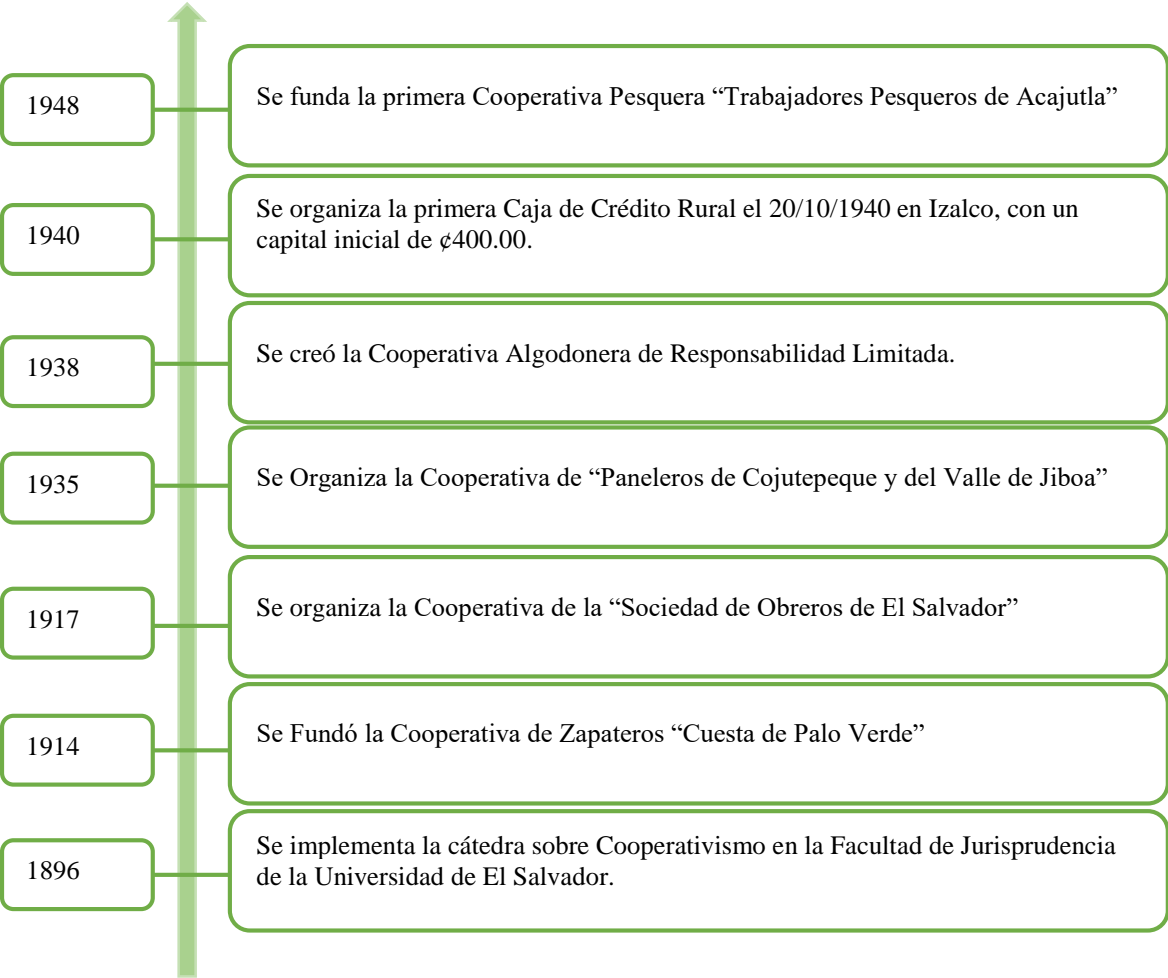 1948
Se funda la primera Cooperativa Pesquera “Trabajadores Pesqueros de Acajutla”
1940
Se organiza la primera Caja de Crédito Rural el 20/10/1940 en Izalco, con un
capital inicial de ¢400.00.
1938
Se creó la Cooperativa Algodonera de Responsabilidad Limitada.
1935
Se Organiza la Cooperativa de “Paneleros de Cojutepeque y del Valle de Jiboa”
1917
Se organiza la Cooperativa de la “Sociedad de Obreros de El Salvador”
1914
Se Fundó la Cooperativa de Zapateros “Cuesta de Palo Verde”
1896
Se implementa la cátedra sobre Cooperativismo en la Facultad de Jurisprudencia
de la Universidad de El Salvador.